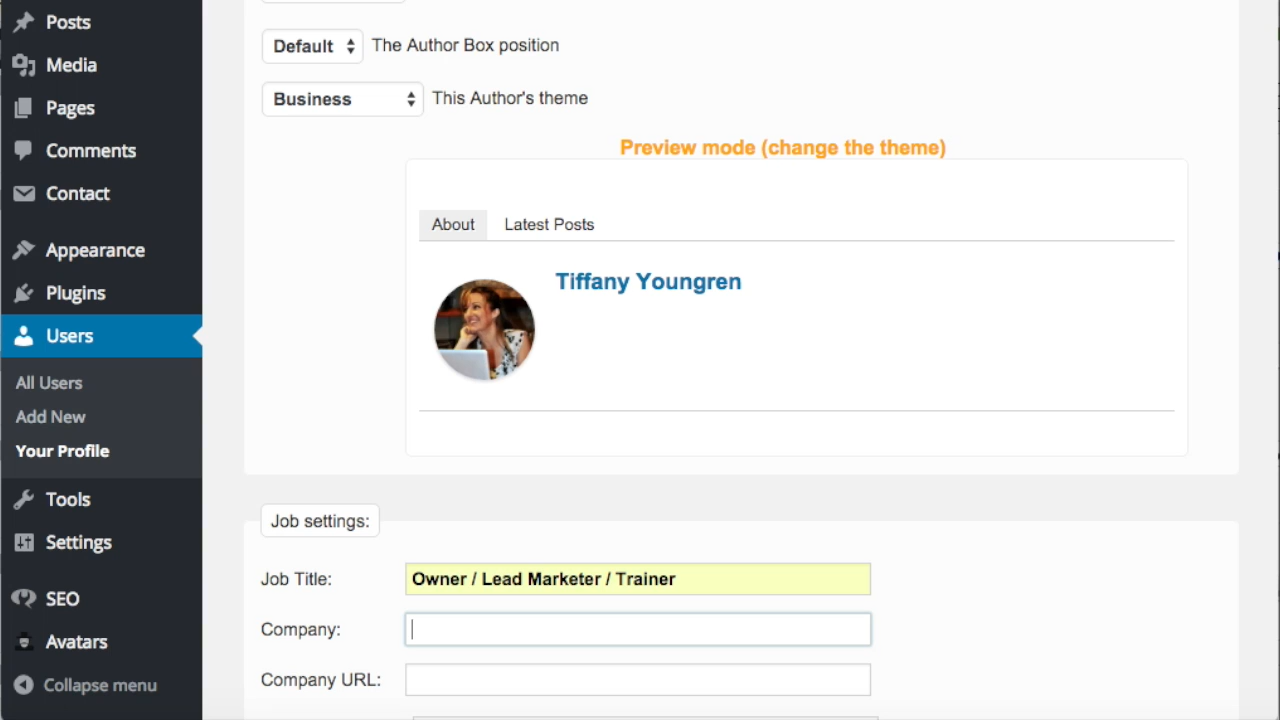 Posts
Media
Pages
Comments
Contact
Appearance
Plugins
Users
All Users
Add New
Your Profile
Tools
Settings
SEO
Avatars
Collapse menu
Default The Author Box position
Business This Author's theme
Preview mode (change the theme)
About Latest Posts
Tiffany Youngren
Job settings:
Job Title: Owner / Lead Marketer / Trainer
Company:
Company URL: